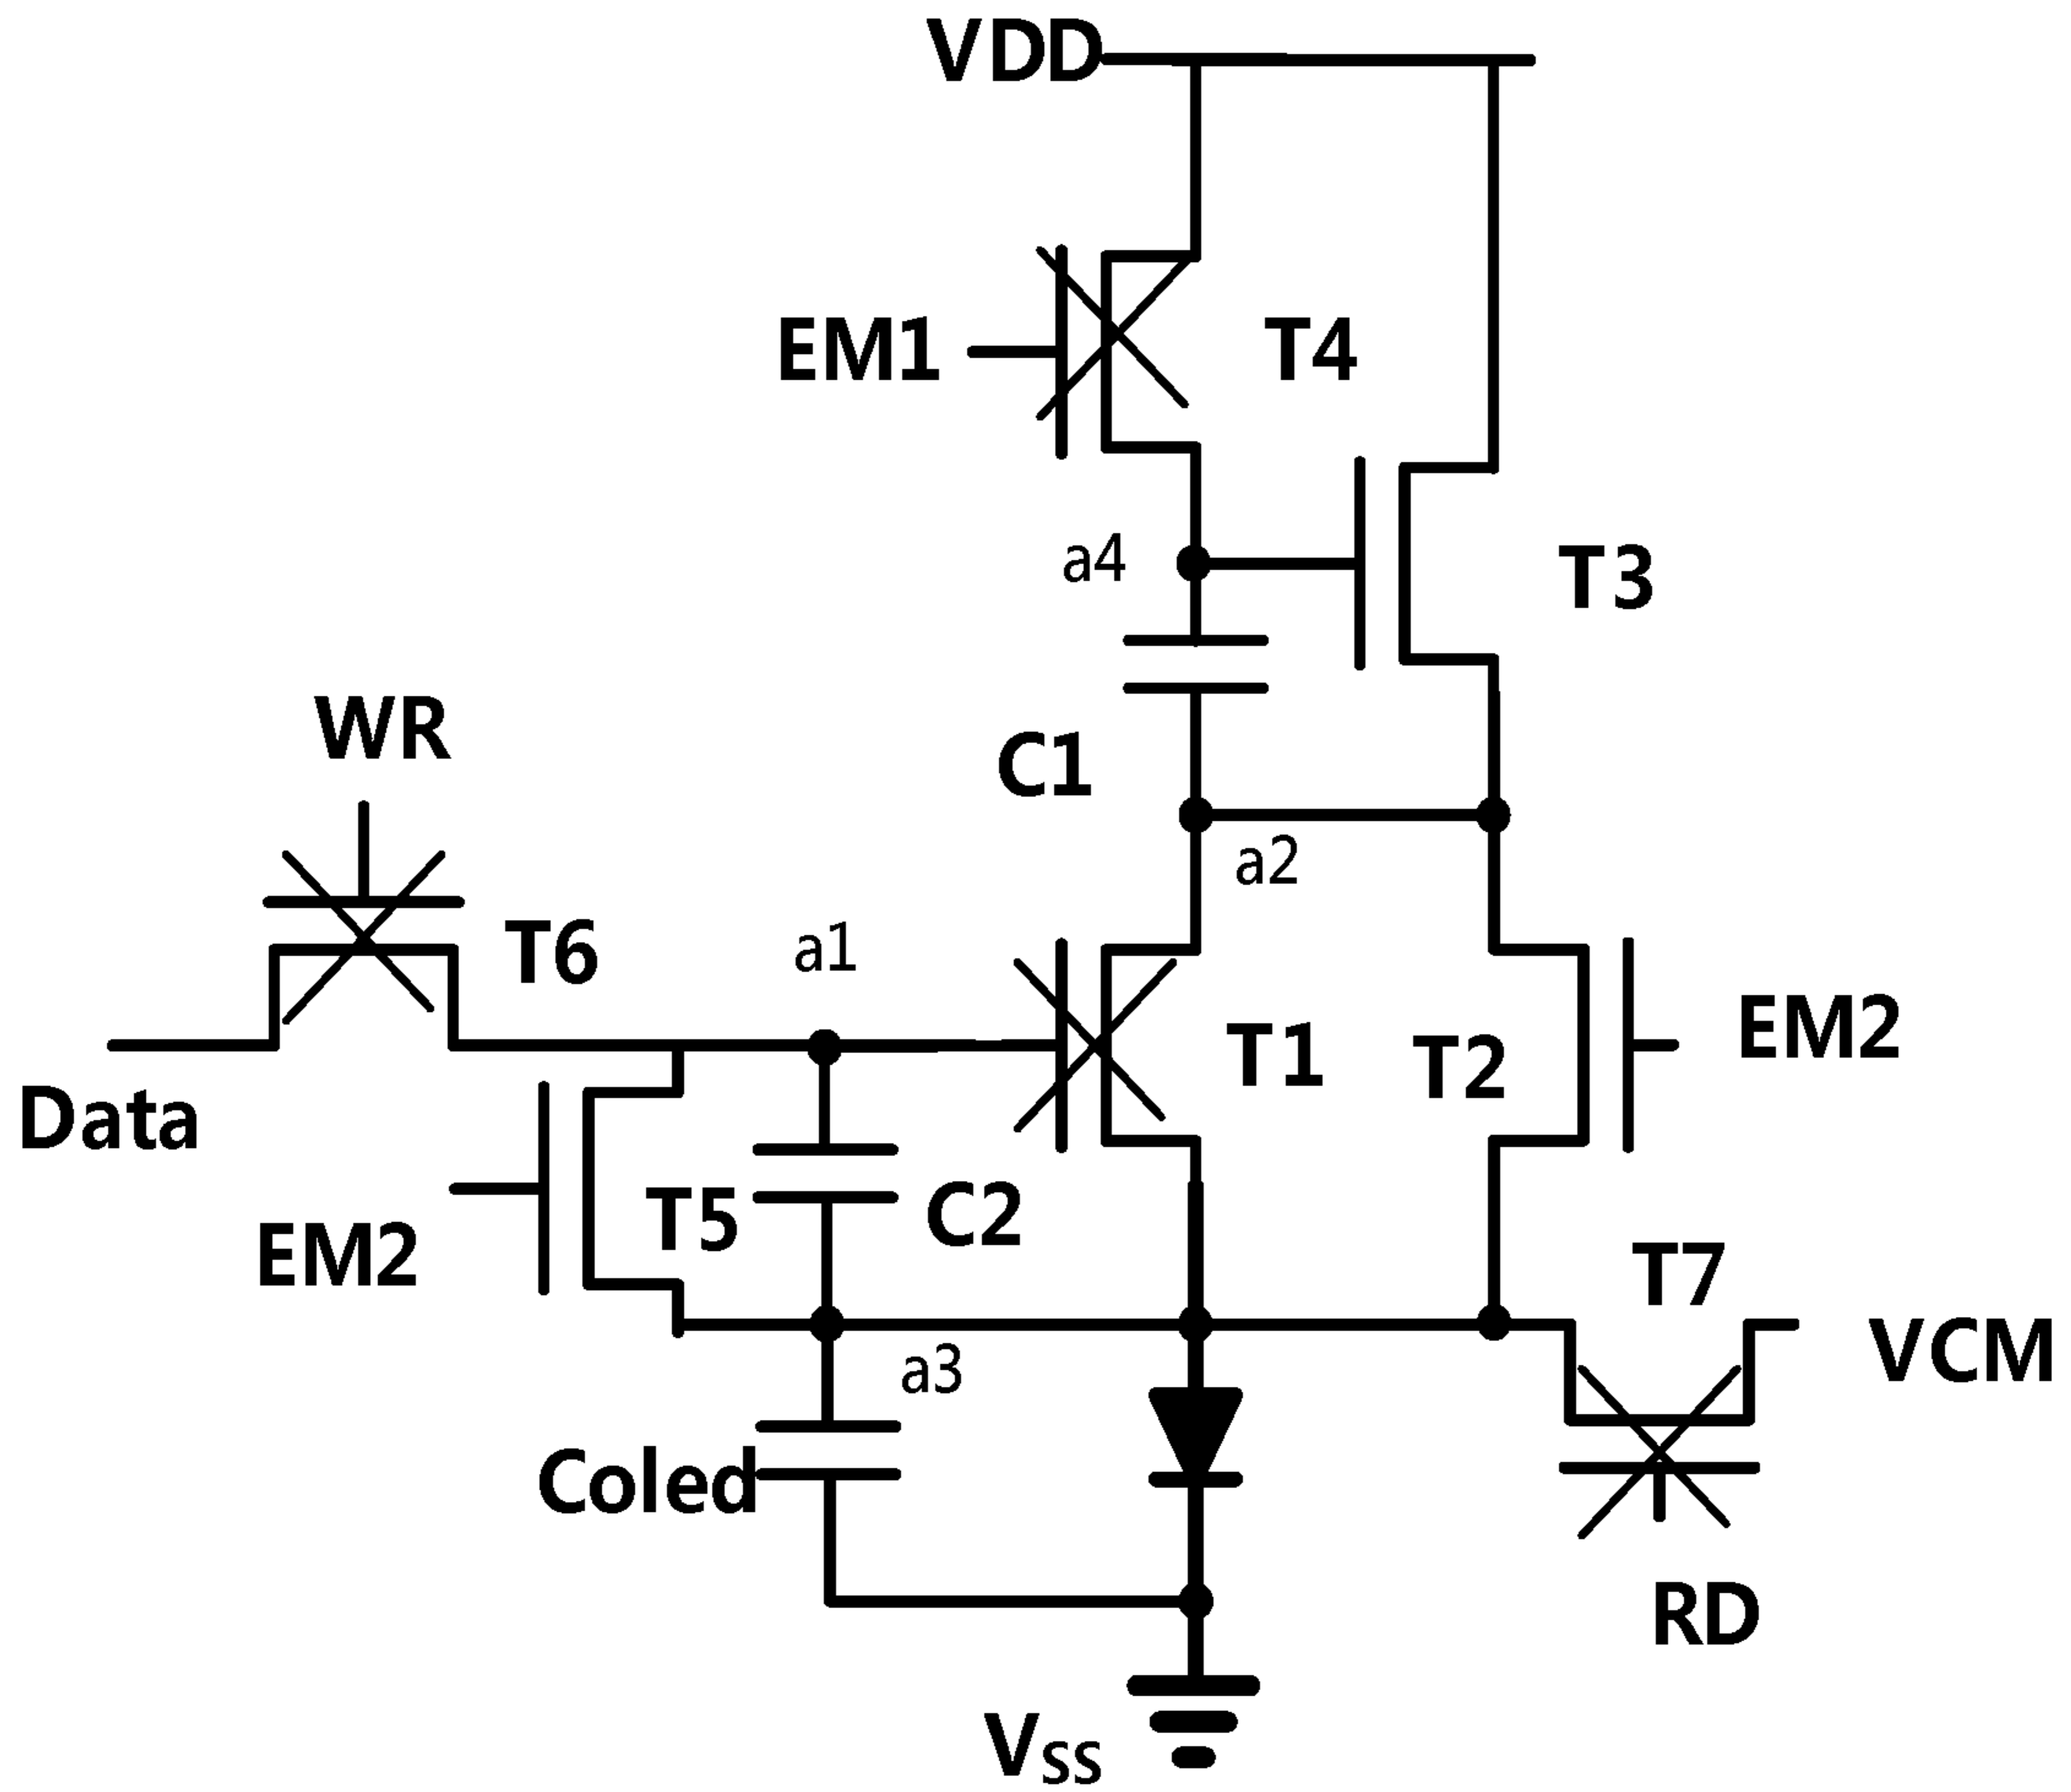 VDD
EM1
T4
a4
T3
WR
C1
a2
T6
a1
EM2
T1
T2
Data
T5
C2
EM2
T7
VCM
a3
Coled
RD
VSS